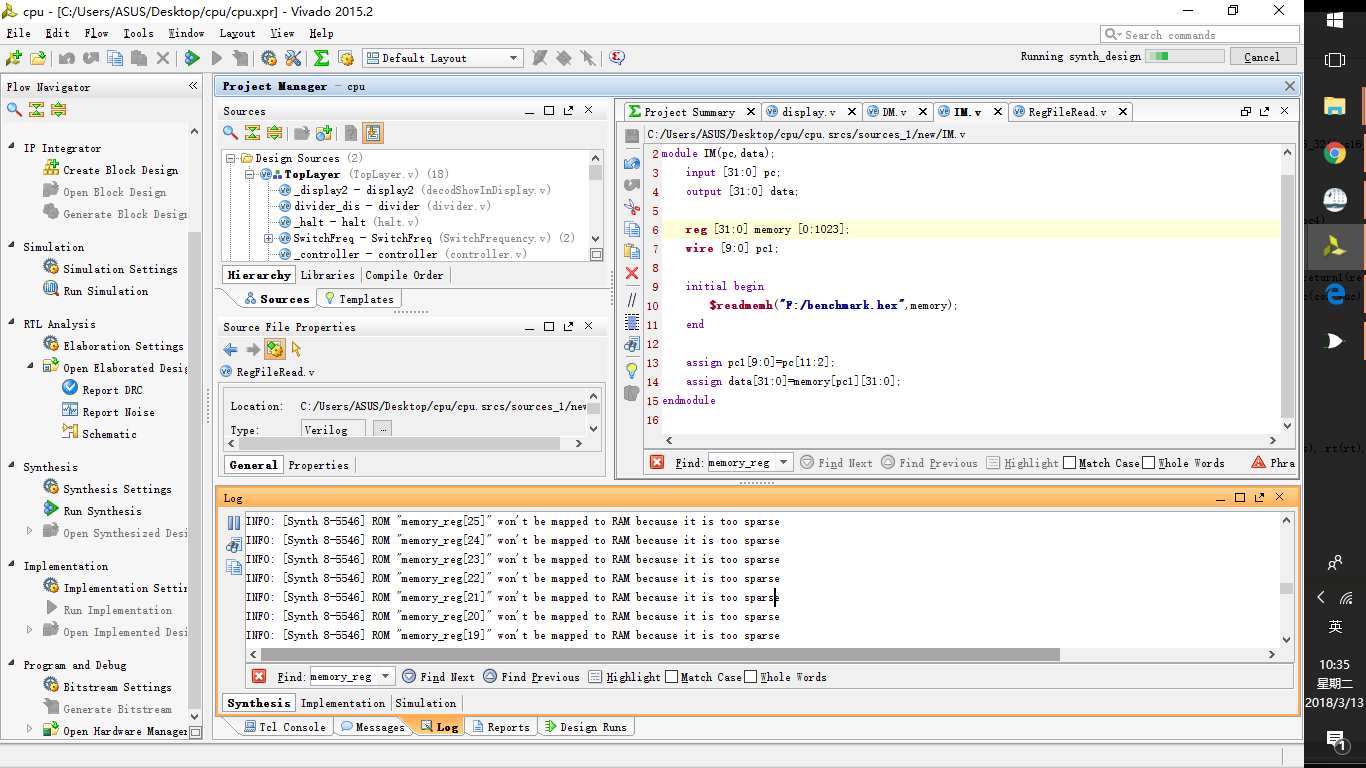 cpu - [C:/Users/ASUS/Desktop/cpu/cpu.xpr] - Vivado 2015.2
File Edit Flow Tools Window Layout View Help
Search commands
Default Layout
Running synth_design
Cancel
Flow Navigator
IP Integrator
Create Block Design
Open Block Design
Generate Block Design
Simulation
Simulation Settings
Run Simulation
RTL Analysis
Elaboration Settings
Open Elaborated Desig
Report DRC
Report Noise
Schematic
Synthesis
Synthesis Settings
Run Synthesis
Open Synthesized Desi
Implementation
Implementation Settin
Run Implementation
Open Implemented Desi
Program and Debug
Bitstream Settings
Generate Bitstream
Open Hardware Manager
Project Manager - cpu
Sources
Design Sources (2)
TopLayer (TopLayer.v) (18)
_display2 - display2 (decodShowInDisplay.v)
divider_dis - divider (divider.v)
_halt - halt (halt.v)
SwitchFreq - SwitchFreq (SwitchFrequency.v) (2)
_controller - controller (controller.v)
Hierarchy Libraries Compile Order
Sources Templates
Source File Properties
RegFileRead.v
Location: C:/Users/ASUS/Desktop/cpu/cpu.srcs/sources_1/new
Type: Verilog ...
General Properties
Project Summary display.v DM.v IM.v RegFileRead.v
C:/Users/ASUS/Desktop/cpu/cpu.srcs/sources_1/new/IM.v
2 module IM(pc,data);
3 input [31:0] pc;
4 output [31:0] data;
5
6 reg [31:0] memory [0:1023];
7 wire [9:0] pc1;
8
9 initial begin
10 $readmemh("F:/benchmark.hex",memory);
11 end
12
13 assign pc1[9:0]=pc[11:2];
14 assign data[31:0]=memory[pc1][31:0];
15 endmodule
16
Find: memory_reg Find Next Find Previous Highlight Match Case Whole Words Phra
Log
INFO: [Synth 8-5546] ROM "memory_reg[25]" won't be mapped to RAM because it is too sparse
INFO: [Synth 8-5546] ROM "memory_reg[24]" won't be mapped to RAM because it is too sparse
INFO: [Synth 8-5546] ROM "memory_reg[23]" won't be mapped to RAM because it is too sparse
INFO: [Synth 8-5546] ROM "memory_reg[22]" won't be mapped to RAM because it is too sparse
INFO: [Synth 8-5546] ROM "memory_reg[21]" won't be mapped to RAM because it is too sparse
INFO: [Synth 8-5546] ROM "memory_reg[20]" won't be mapped to RAM because it is too sparse
INFO: [Synth 8-5546] ROM "memory_reg[19]" won't be mapped to RAM because it is too sparse
Find: memory_reg Find Next Find Previous Highlight Match Case Whole Words
Synthesis Implementation Simulation
Tcl Console Messages Log Reports Design Runs
英
10:35
星期二
2018/3/13
1